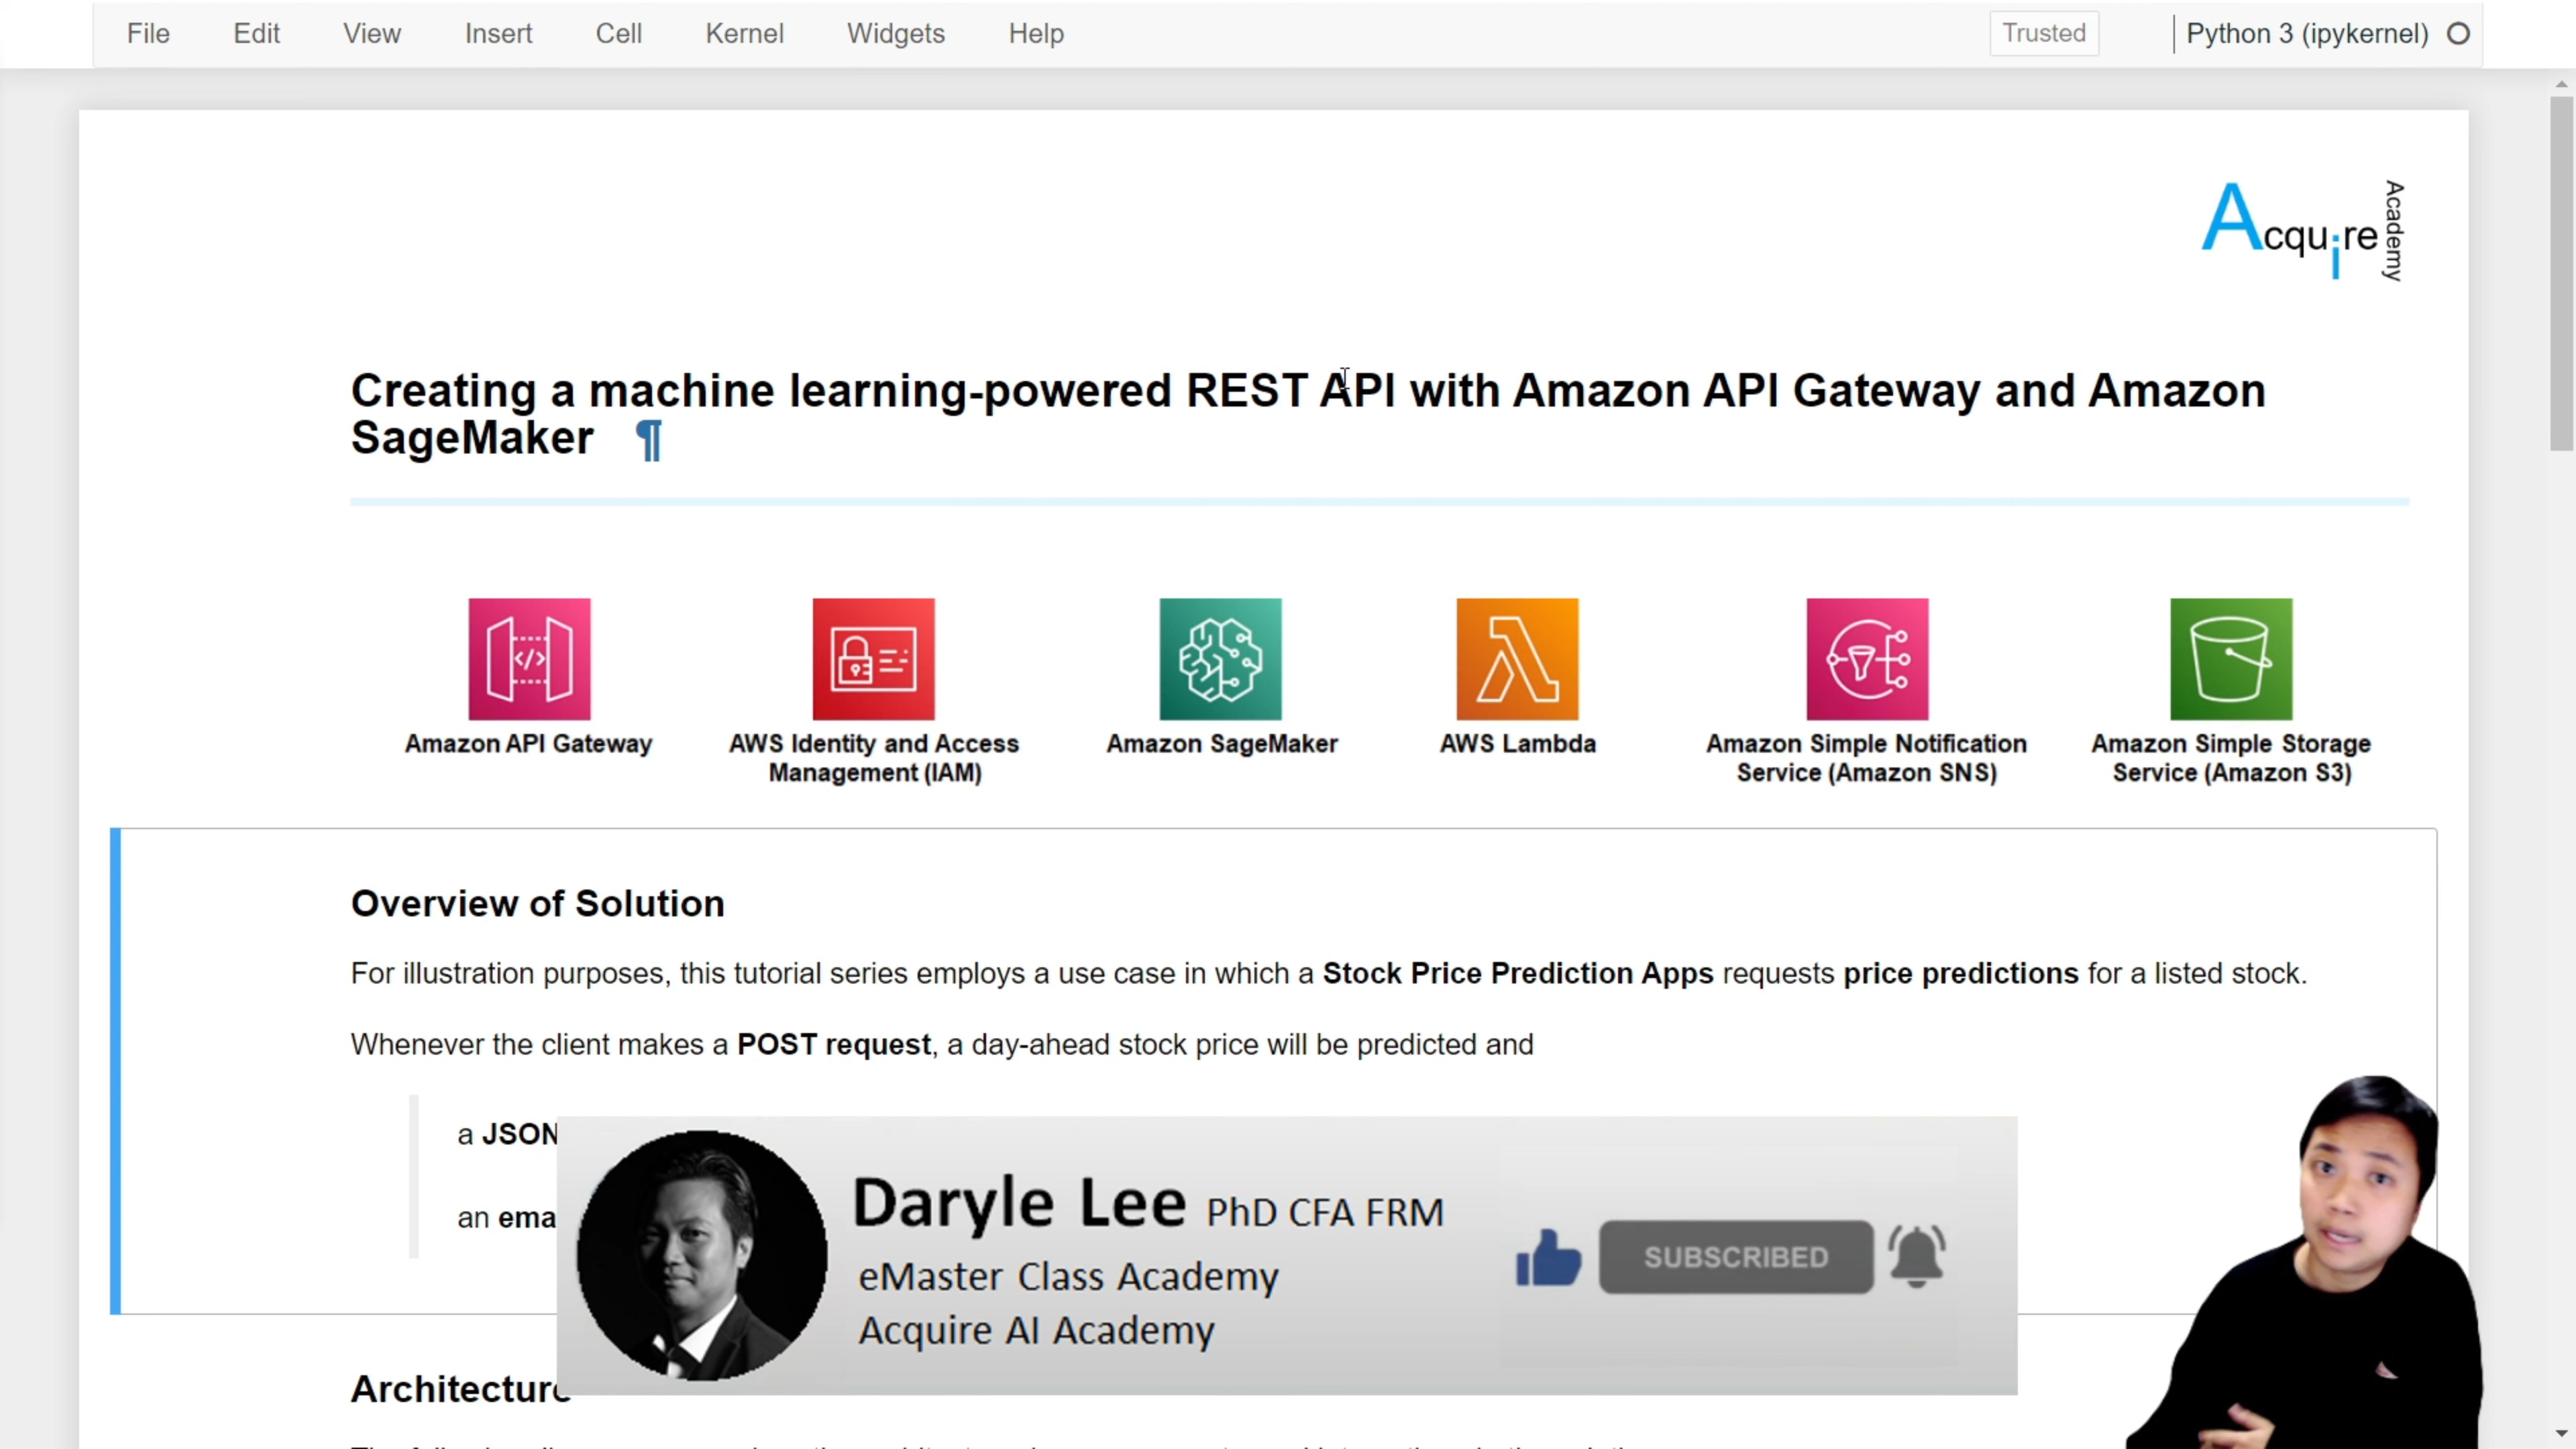 File Edit View Insert Cell Kernel Widgets Help Trusted Python 3 (ipykernel)
Acquire Academy
Creating a machine learning-powered REST API with Amazon API Gateway and Amazon
SageMaker ¶
Amazon API Gateway
AWS Identity and Access
Management (IAM)
Amazon SageMaker
AWS Lambda
Amazon Simple Notification
Service (Amazon SNS)
Amazon Simple Storage
Service (Amazon S3)
Overview of Solution
For illustration purposes, this tutorial series employs a use case in which a Stock Price Prediction Apps requests price predictions for a listed stock.
Whenever the client makes a POST request, a day-ahead stock price will be predicted and
a JSON
an ema
Daryle Lee PhD CFA FRM
eMaster Class Academy
Acquire AI Academy
SUBSCRIBED
Architecture